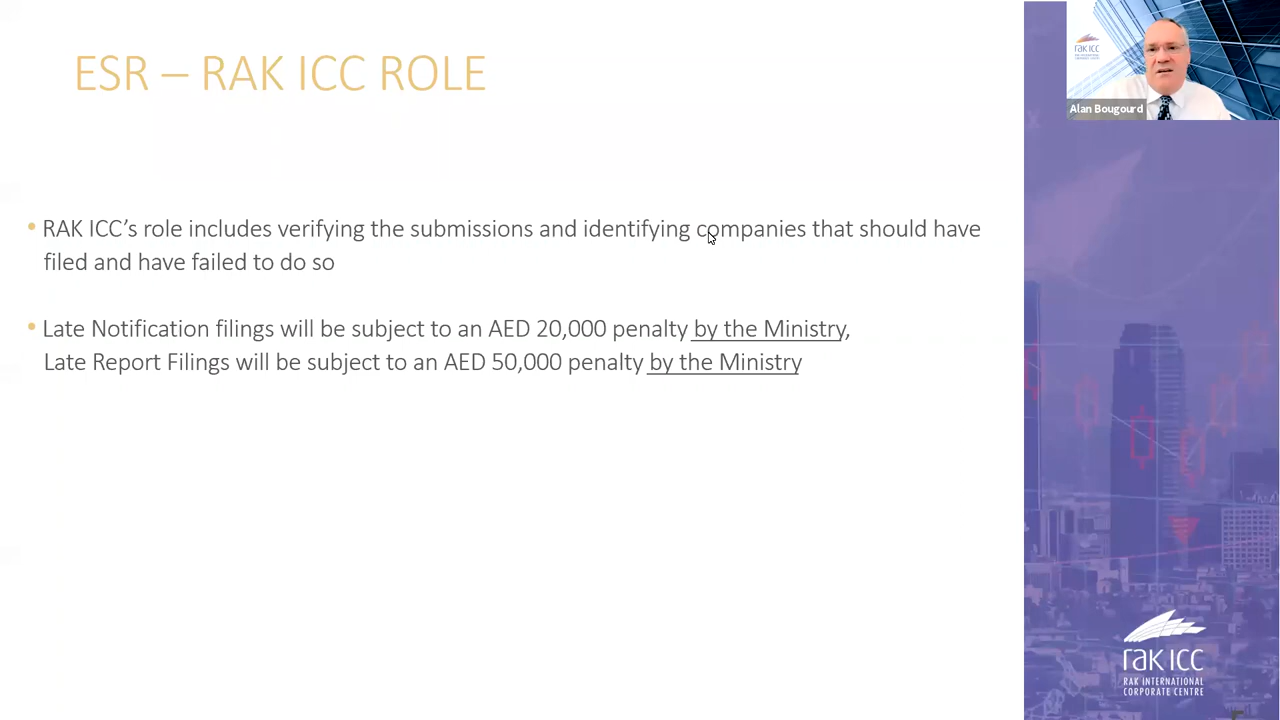 ESR – RAK ICC ROLE
• RAK ICC's role includes verifying the submissions and identifying companies that should have
filed and have failed to do so
• Late Notification filings will be subject to an AED 20,000 penalty by the Ministry,
Late Report Filings will be subject to an AED 50,000 penalty by the Ministry
rak icc
Alan Bougourd
rak icc
RAK INTERNATIONAL
CORPORATE CENTRE